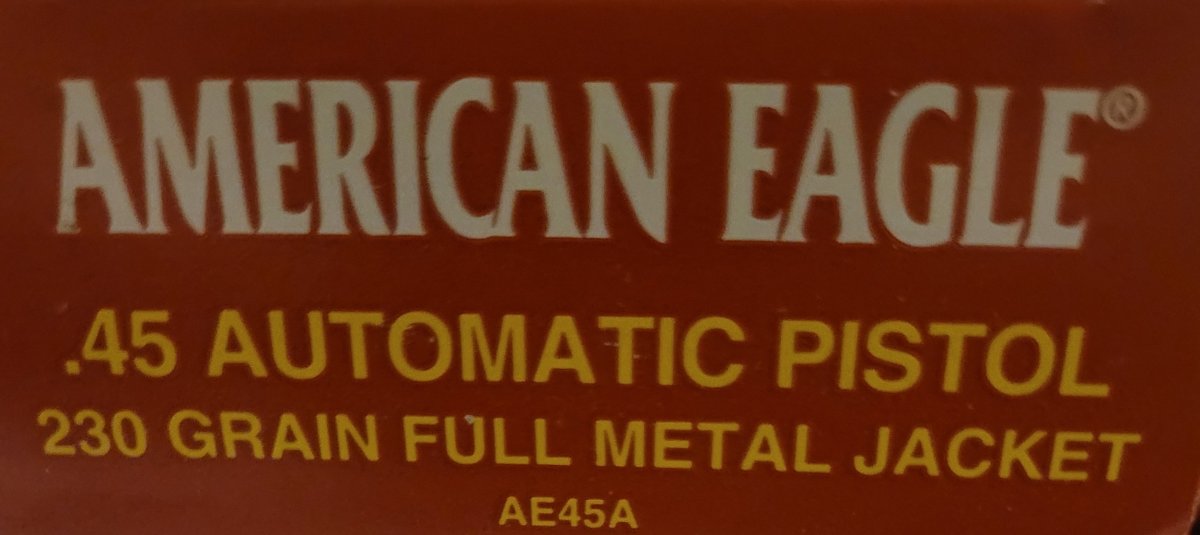 AMERICAN EAGLE®
.45 AUTOMATIC PISTOL
230 GRAIN FULL METAL JACKET
AE45A